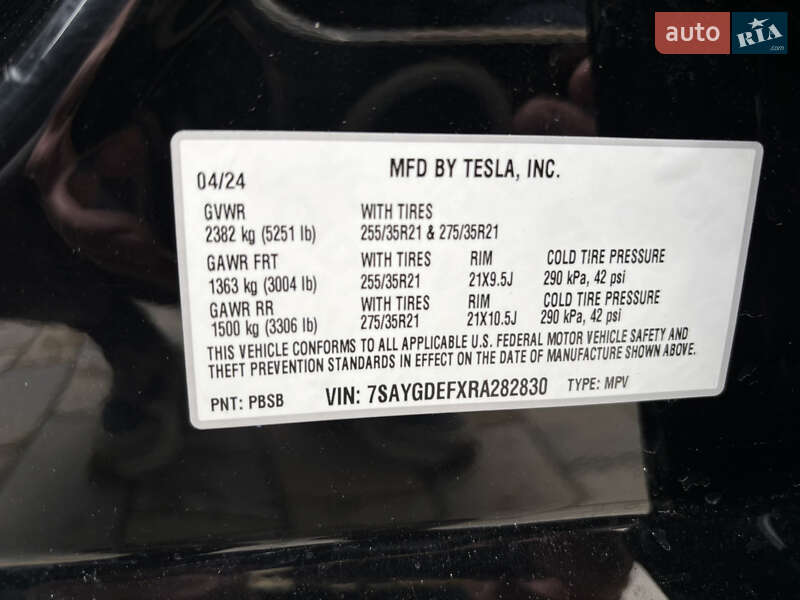 auto RIA.com
MFD BY TESLA, INC.
04/24
GVWR WITH TIRES
2382 kg (5251 lb) 255/35R21 & 275/35R21
GAWR FRT WITH TIRES RIM COLD TIRE PRESSURE
1363 kg (3004 lb) 255/35R21 21X9.5J 290 kPa, 42 psi
GAWR RR WITH TIRES RIM COLD TIRE PRESSURE
1500 kg (3306 lb) 275/35R21 21X10.5J 290 kPa, 42 psi
THIS VEHICLE CONFORMS TO ALL APPLICABLE U.S. FEDERAL MOTOR VEHICLE SAFETY AND
THEFT PREVENTION STANDARDS IN EFFECT ON THE DATE OF MANUFACTURE SHOWN ABOVE.
PNT: PBSB VIN: 7SAYGDEFXRA282830 TYPE: MPV